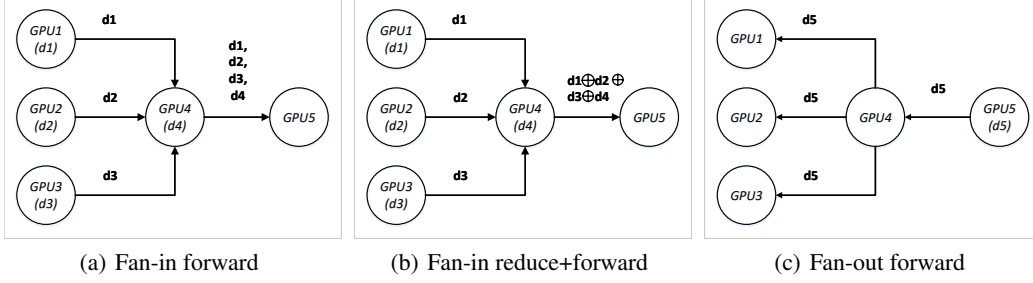 d1
GPU1
(d1)
d1,
d2,
d3,
d4
d2
GPU2
(d2)
GPU4
(d4)
GPU5
d3
GPU3
(d3)
(a) Fan-in forward
d1
GPU1
(d1)
d1⊕d2 ⊕
d3⊕d4
d2
GPU2
(d2)
GPU4
(d4)
GPU5
d3
GPU3
(d3)
(b) Fan-in reduce+forward
d5
GPU1
d5
GPU2
GPU4
d5
GPU5
(d5)
d5
GPU3
(c) Fan-out forward